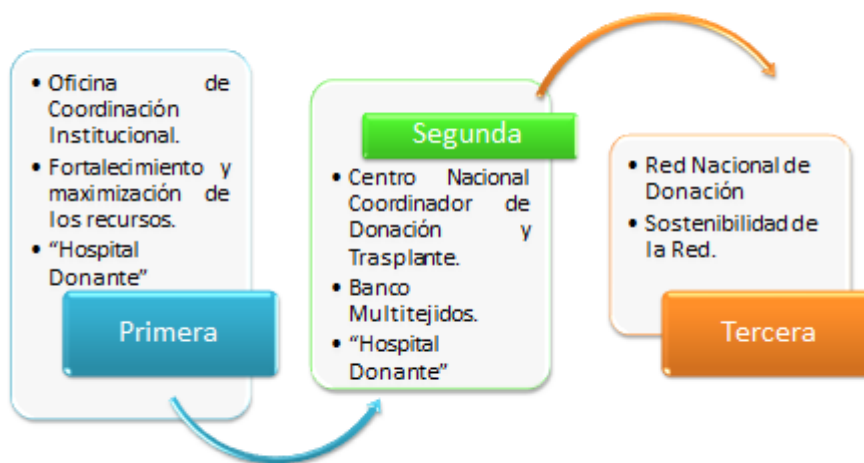 • Oficina de
Coordinación
Institucional.
• Fortalecimiento y
maximización de
los recursos.
• “Hospital
Donante”
Primera
Segunda
• Centro Nacional
Coordinador de
Donación y
Trasplante.
• Banco
Multitejidos.
• “Hospital
Donante”
• Red Nacional de
Donación
• Sostenibilidad de
la Red.
Tercera